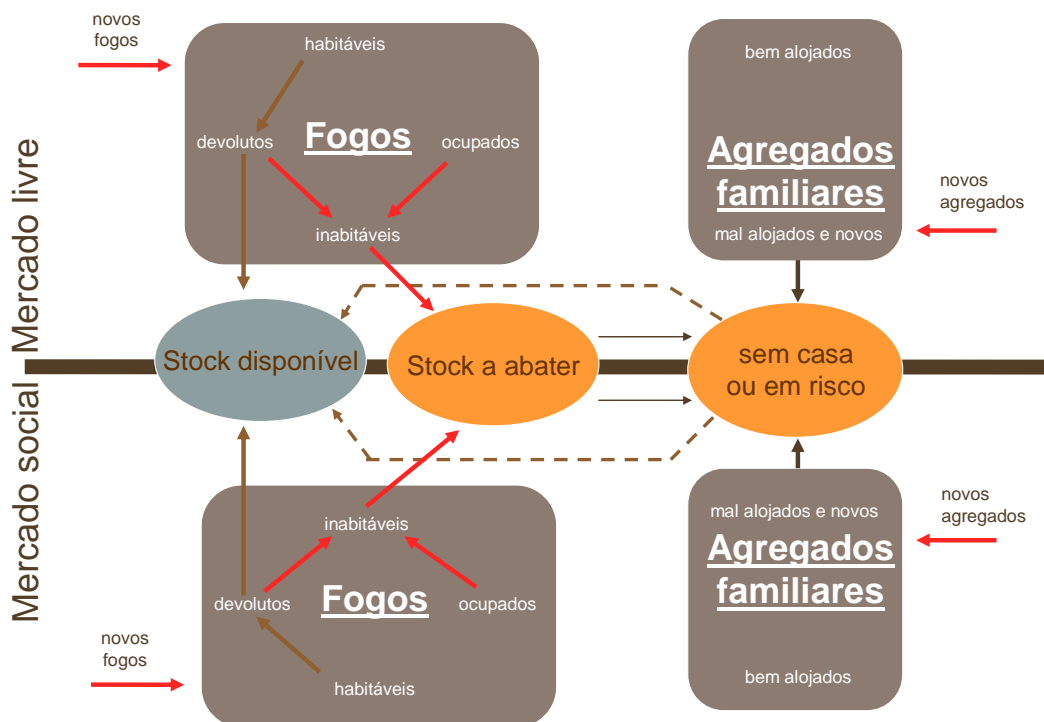 novos
fogos
habitáveis
devolutos
Fogos
ocupados
inabitáveis
bem alojados
Agregados
familiares
mal alojados e novos
novos
agregados
Mercado livre
Stock disponível
Stock a abater
sem casa
ou em risco
Mercado social
inabitáveis
devolutos
Fogos
ocupados
habitáveis
novos
fogos
mal alojados e novos
Agregados
familiares
bem alojados
novos
agregados